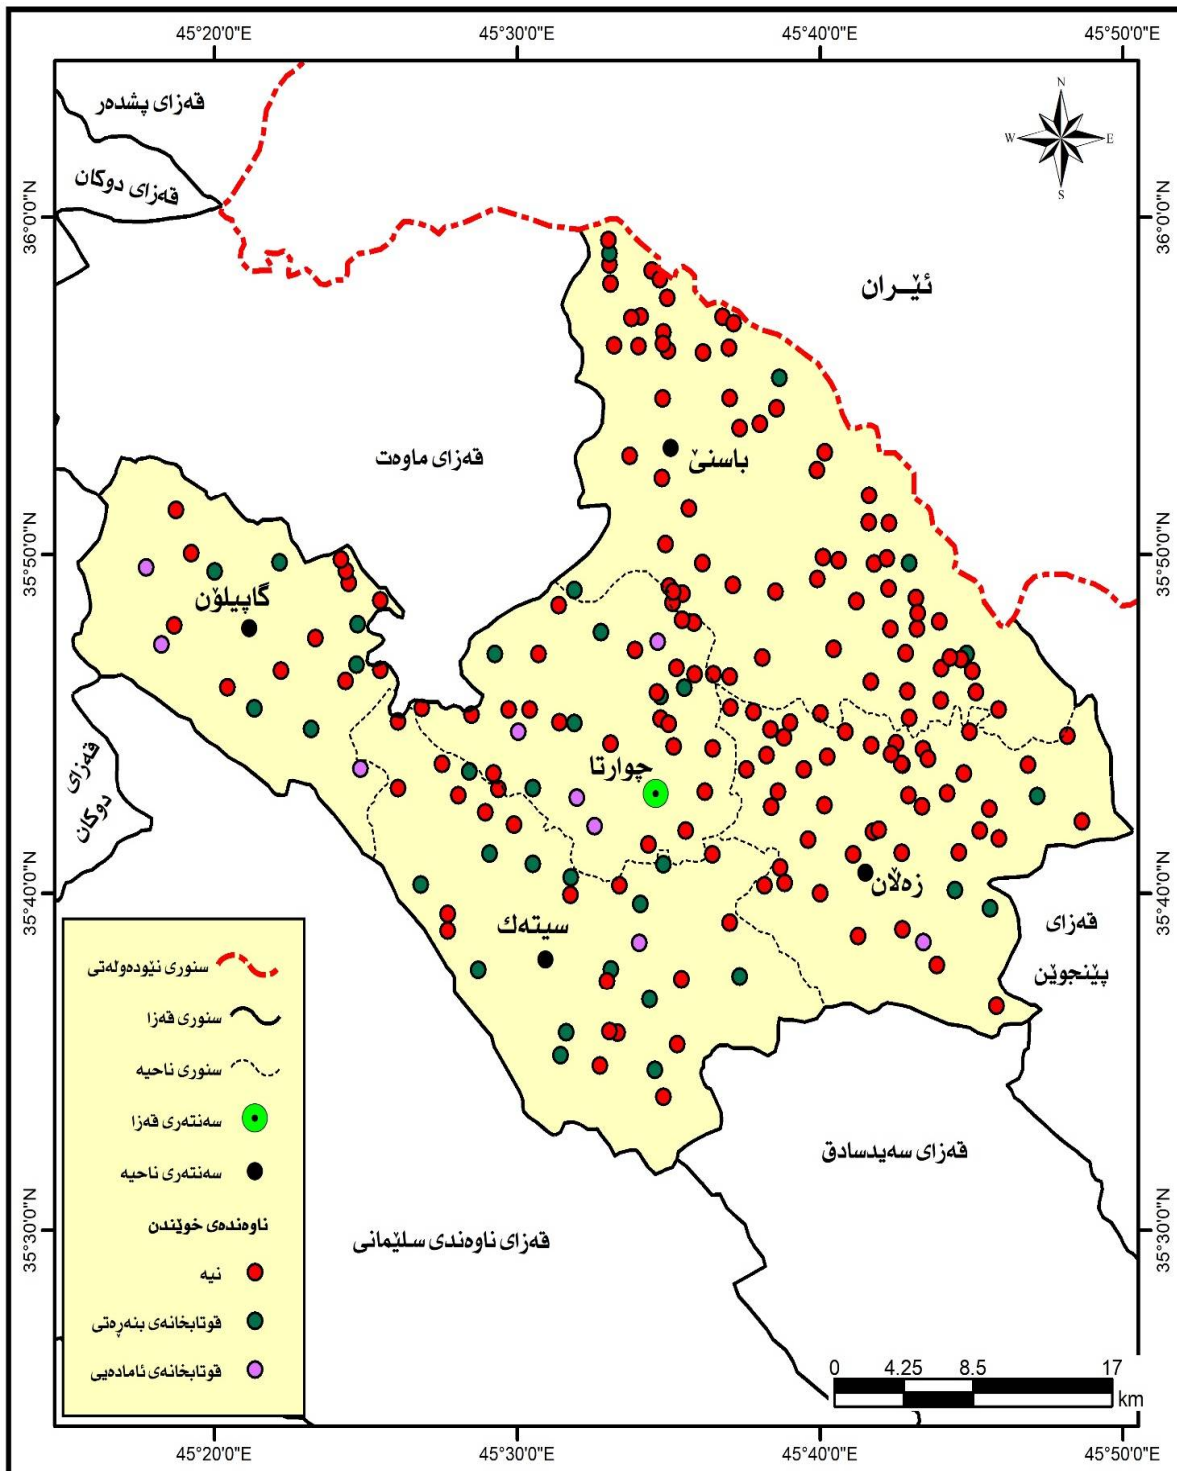 45°20'0"E
45°30'0"E
45°40'0"E
45°50'0"E
36°0'0"N
35°50'0"N
35°40'0"N
35°30'0"N
36°0'0"N
35°50'0"N
35°40'0"N
35°30'0"N
N
W
E
S
قەزای پشدەر
قەزای دوکان
ئێــران
قەزای ماوەت
باسنێ
گاپیلۆن
قەزای
دوکان
چوارتا
زەڵان
سیتەك
قەزای
پێنجوێن
قەزای سەیدسادق
قەزای ناوەندی سلێمانی
سنوری نێودەوڵەتی
سنوری قەزا
سنوری ناحیە
سەنتەری قەزا
سەنتەری ناحیە
ناوەندەی خوێندن
نیە
قوتابخانەی بنەڕەتی
قوتابخانەی ئامادەیی
0 4.25 8.5 17
km
45°20'0"E
45°30'0"E
45°40'0"E
45°50'0"E